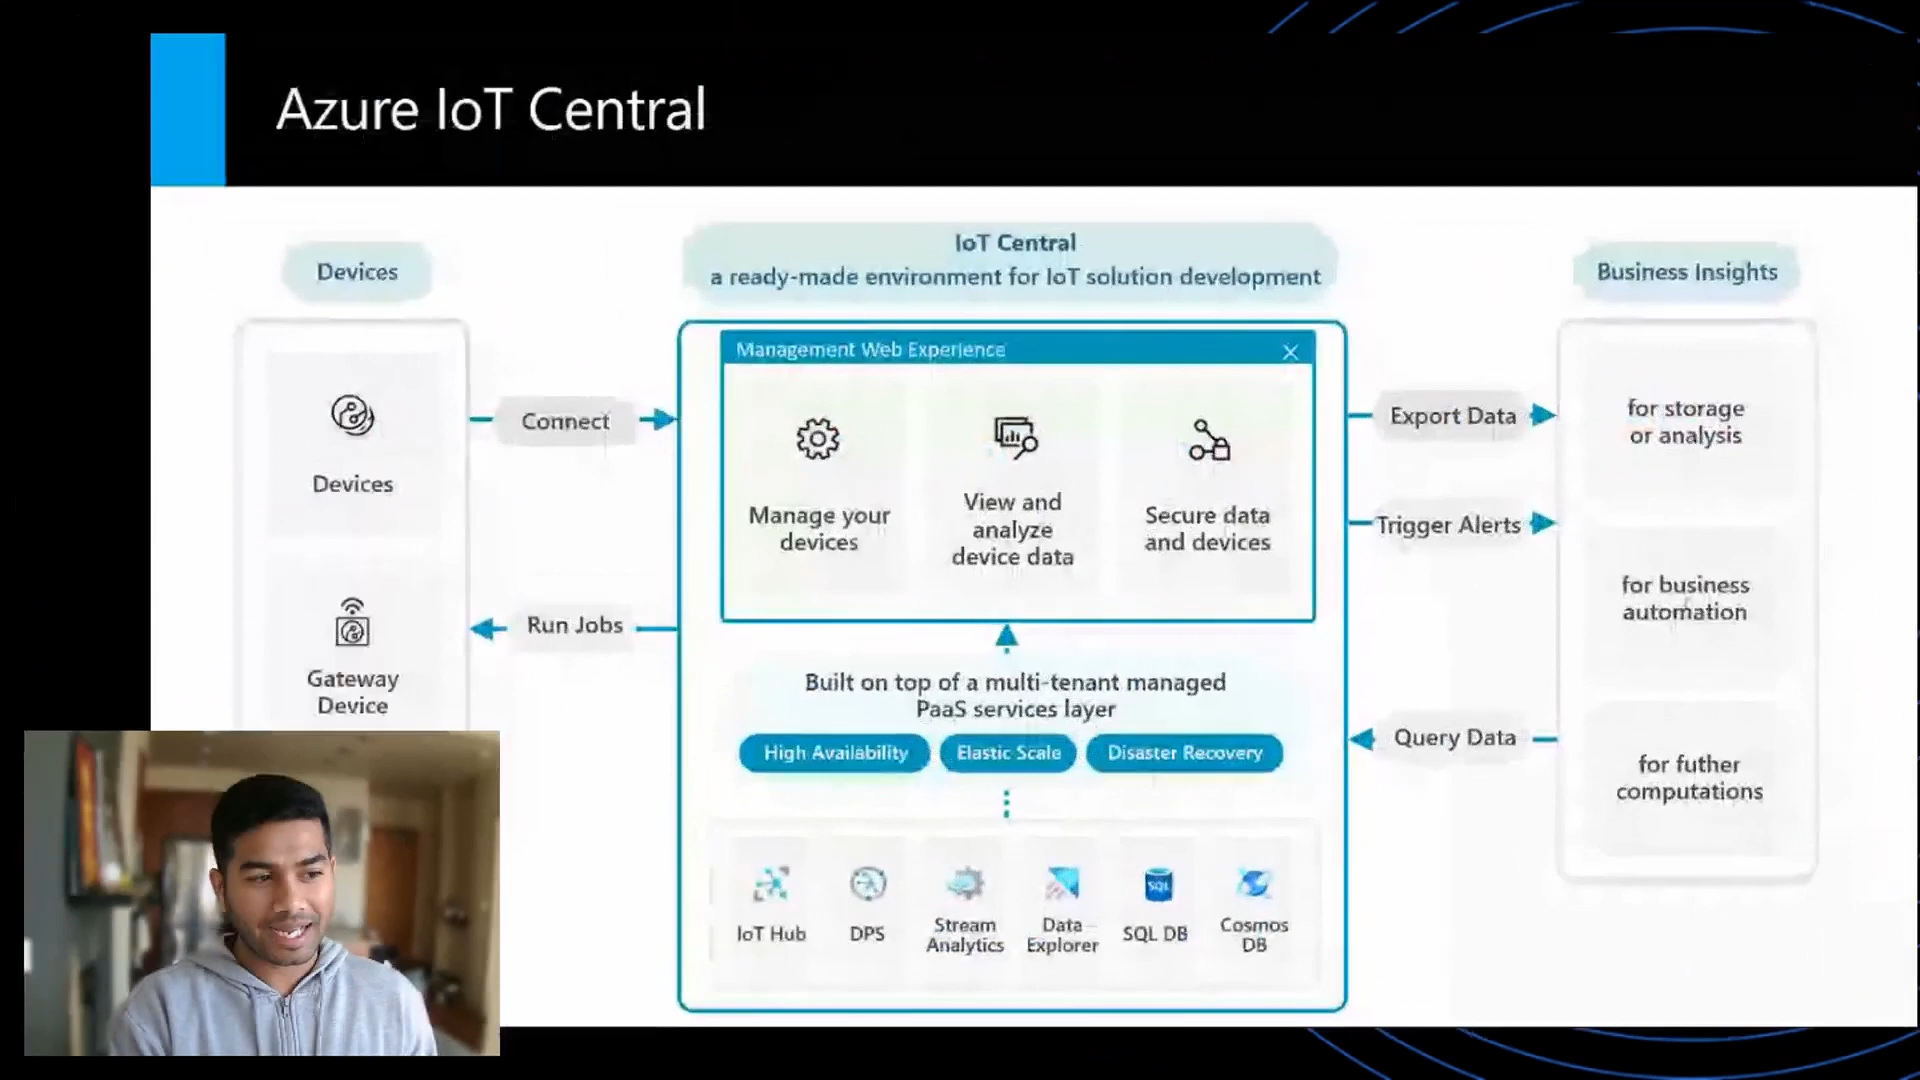 Azure IoT Central
Devices
IoT Central
a ready-made environment for IoT solution development
Business Insights
Devices
Gateway
Device
Connect
Run Jobs
Management Web Experience
Manage your
devices
View and
analyze
device data
Secure data
and devices
Built on top of a multi-tenant managed
PaaS services layer
High Availability
Elastic Scale
Disaster Recovery
IoT Hub
DPS
Stream
Analytics
Data
Explorer
SQL
SQL DB
Cosmos
DB
Export Data
Trigger Alerts
Query Data
for storage
or analysis
for business
automation
for futher
computations